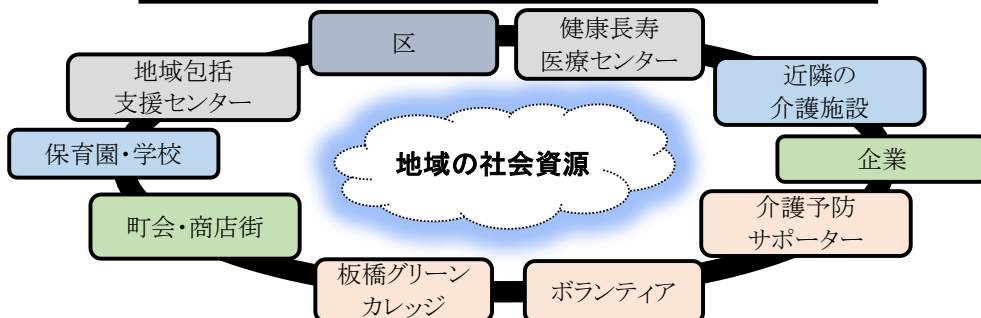 区
健康長寿
医療センター
地域包括
支援センター
近隣の
介護施設
保育園・学校
地域の社会資源
企業
町会・商店街
介護予防
サポーター
板橋グリーン
カレッジ
ボランティア